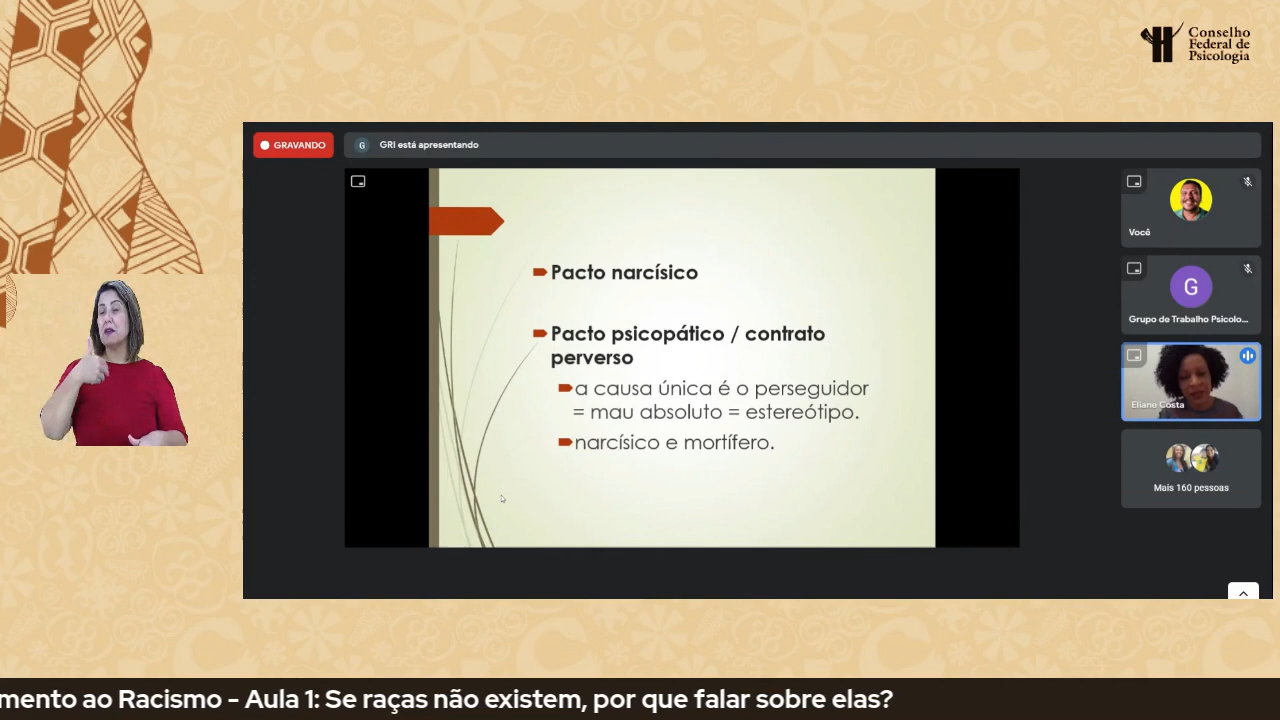 Conselho
Federal de
Psicologia
GRAVANDO
G
GRI está apresentando
Pacto narcísico
Pacto psicopático / contrato
perverso
a causa única é o perseguidor
= mau absoluto = estereótipo.
narcísico e mortífero.
Você
G
Grupo de Trabalho Psicolo...
Eliane Costa
Mais 160 pessoas
mento ao Racismo - Aula 1: Se raças não existem, por que falar sobre elas?